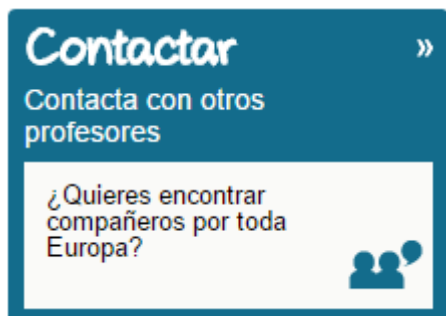 Contactar »
Contacta con otros
profesores
¿Quieres encontrar
compañeros por toda
Europa?